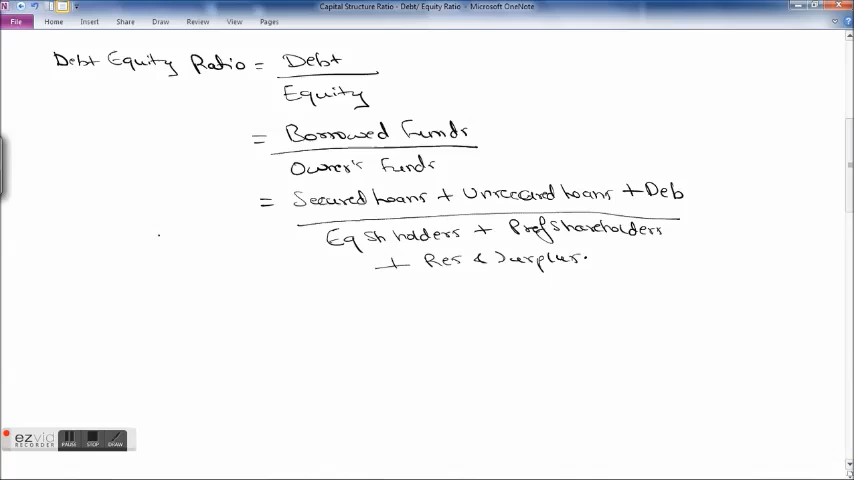 Capital Structure Ratio - Debt/ Equity Ratio - Microsoft OneNote
File Home Insert Share Draw Review View Pages
Debt Equity Ratio = Debt
Equity
= Borrowed Funds
Owner's Funds
= Secured Loans + Unsecured Loans + Deb
Eq Sh holders + Pref Shareholders
+ Res & Surplus.
ezvid
RECORDER
PAUSE STOP DRAW